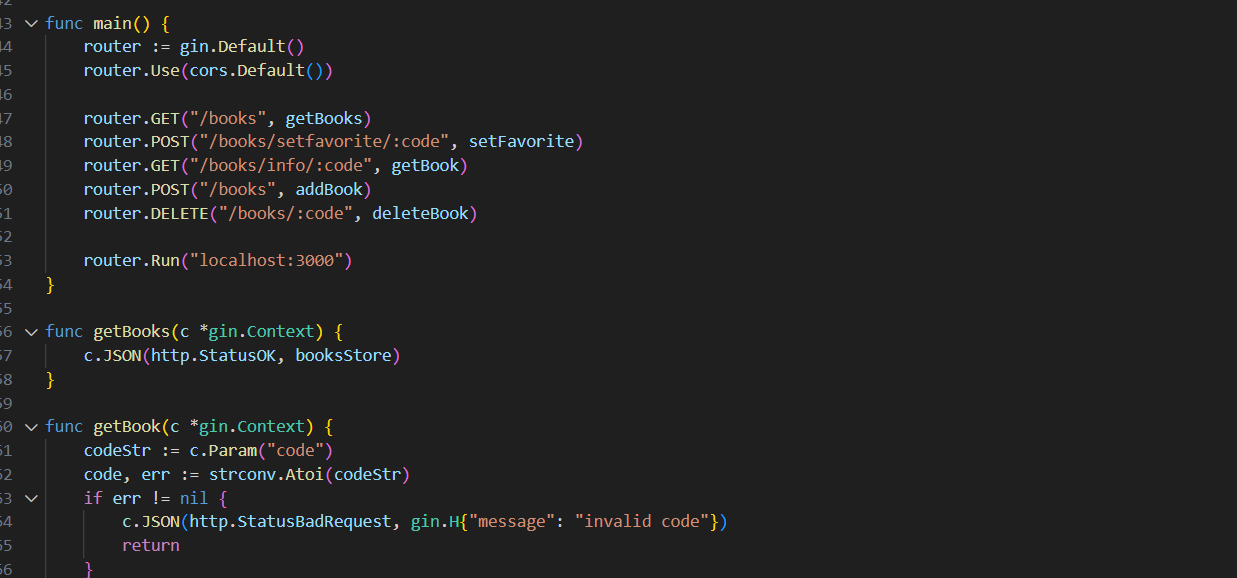 42
43 func main() {
44 router := gin.Default()
45 router.Use(cors.Default())
46
47 router.GET("/books", getBooks)
48 router.POST("/books/setfavorite/:code", setFavorite)
49 router.GET("/books/info/:code", getBook)
50 router.POST("/books", addBook)
51 router.DELETE("/books/:code", deleteBook)
52
53 router.Run("localhost:3000")
54 }
55
56 func getBooks(c *gin.Context) {
57 c.JSON(http.StatusOK, booksStore)
58 }
59
60 func getBook(c *gin.Context) {
61 codeStr := c.Param("code")
62 code, err := strconv.Atoi(codeStr)
63 if err != nil {
64 c.JSON(http.StatusBadRequest, gin.H{"message": "invalid code"})
65 return
66 }